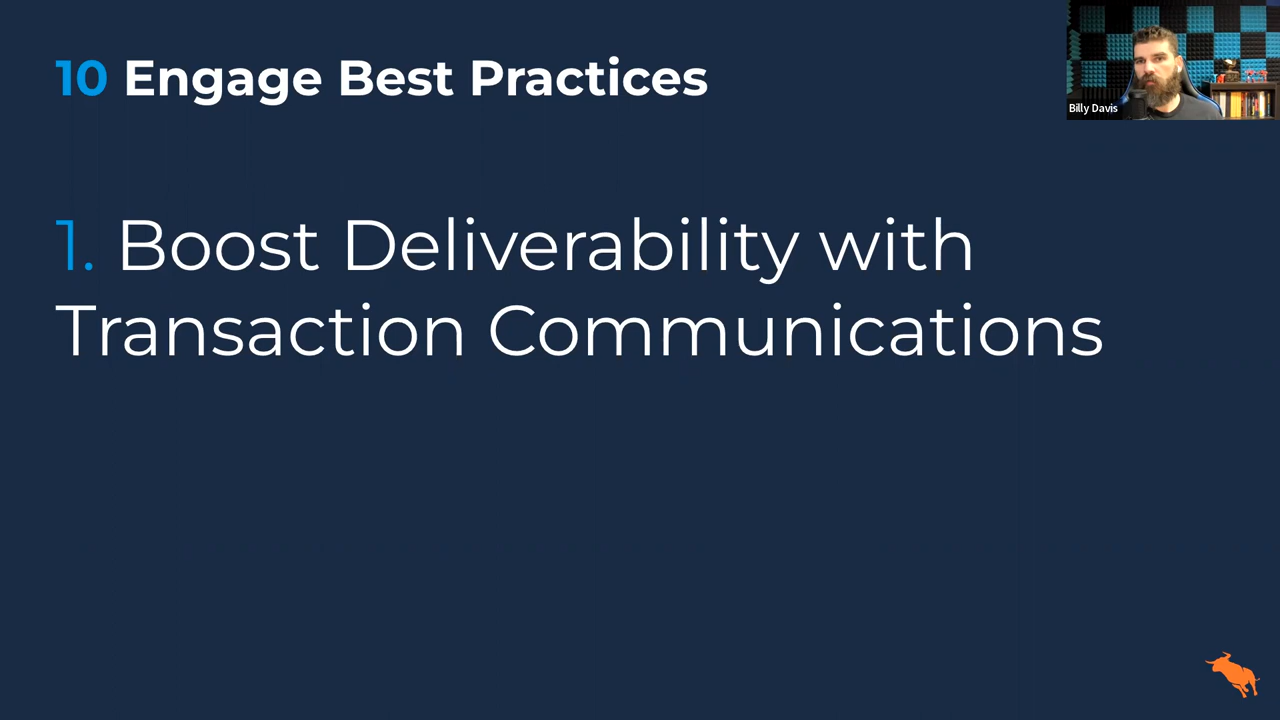 10 Engage Best Practices
Billy Davis
1. Boost Deliverability with
Transaction Communications